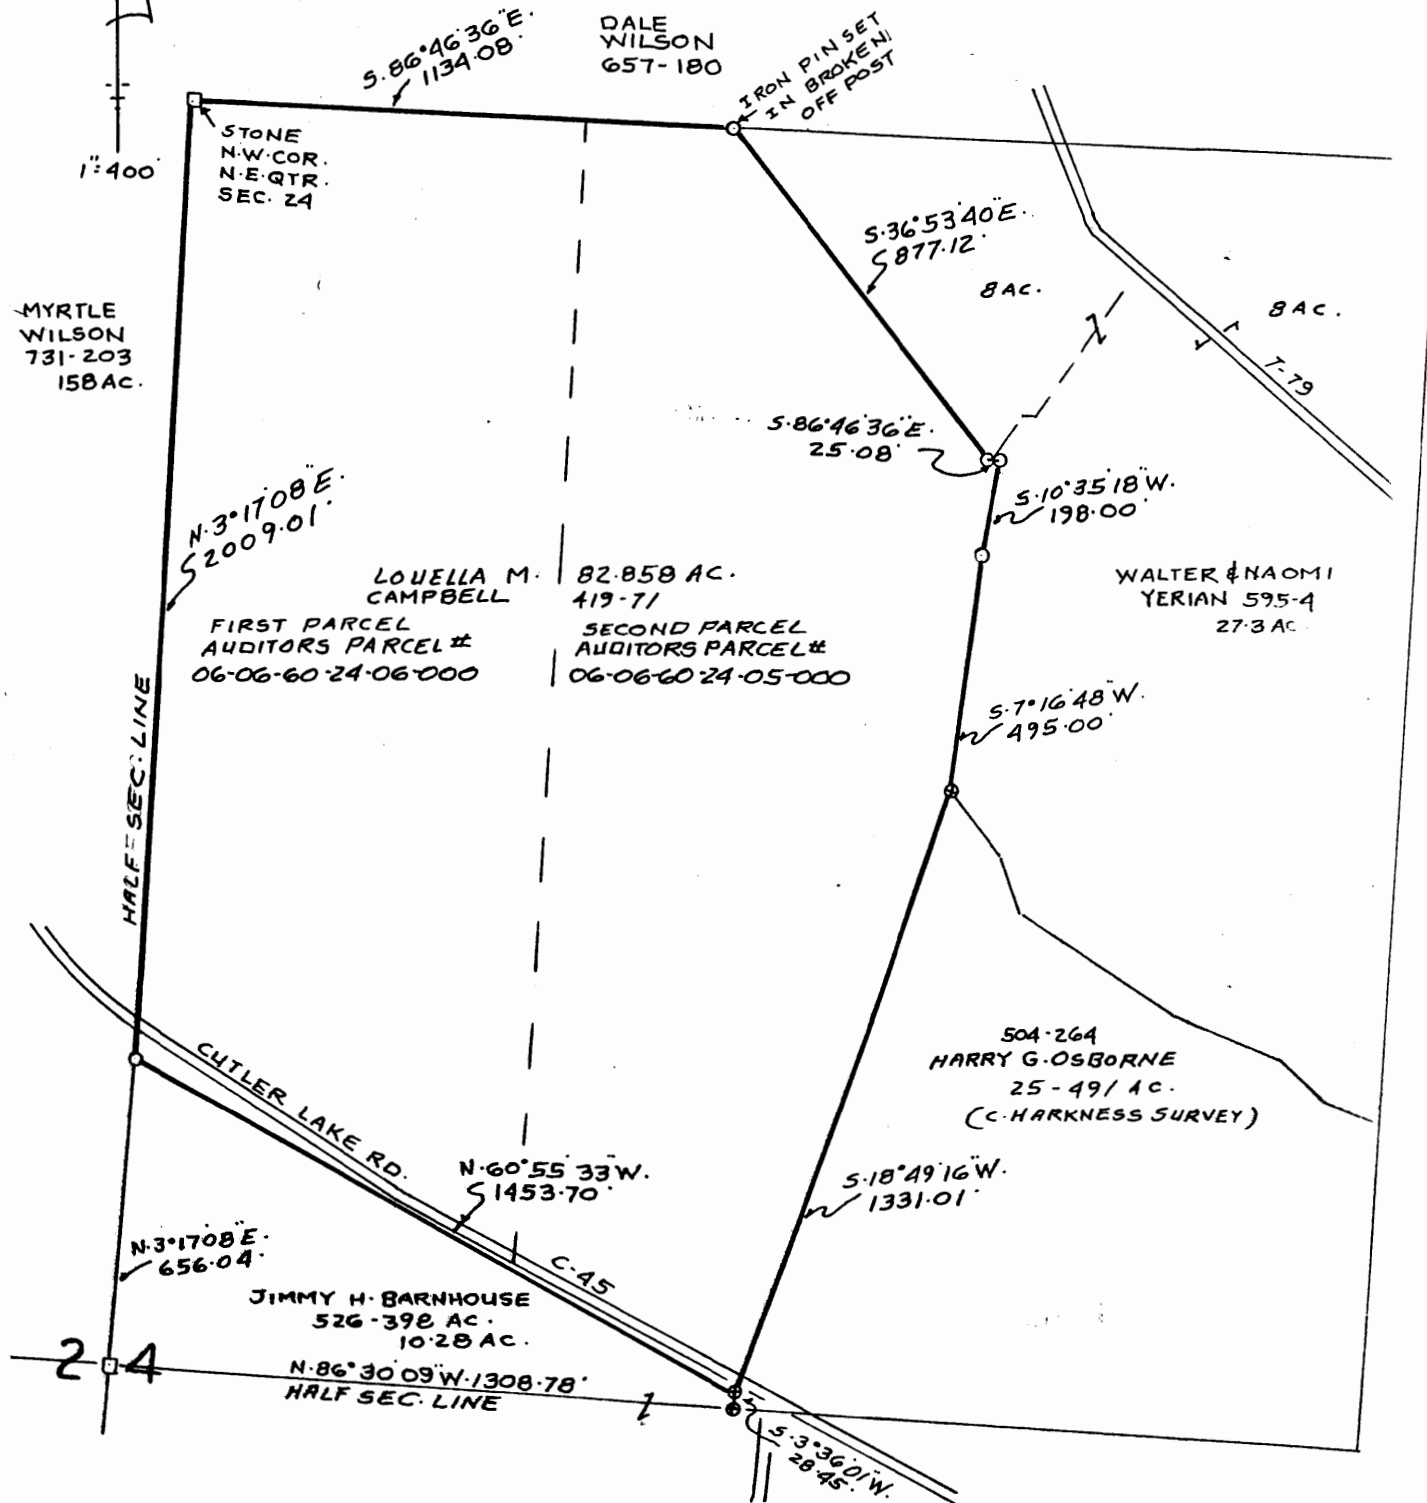 S.86°46'36"E.
1134.08'
DALE
WILSON
657-180
IRON PIN SET
IN BROKEN
OFF POST
1"=400'
STONE
N.W.COR.
N.E.QTR.
SEC. 24
S.36°53'40"E.
877.12'
8 AC.
8 AC.
T-79
MYRTLE
WILSON
731-203
158 AC.
S.86°46'36"E.
25.08'
N.3°17'08"E.
2009.01'
S.10°35'18"W.
198.00'
LOUELLA M.
CAMPBELL
82.858 AC.
419-71
FIRST PARCEL
AUDITORS PARCEL #
06-06-60-24-06-000
SECOND PARCEL
AUDITORS PARCEL #
06-06-60-24-05-000
WALTER & NAOMI
YERIAN 595-4
27.3 AC
S.7°16'48"W.
495.00'
HALF SEC. LINE
504-264
HARRY G. OSBORNE
25-491 AC.
(C. HARKNESS SURVEY)
CUTLER LAKE RD.
N.60°55'33"W.
1453.70'
S.18°49'16"W.
1331.01'
N.3°17'08"E.
656.04'
C-45
JIMMY H. BARNHOUSE
526-398 AC.
10.28 AC.
24
N.86°30'09"W.1308.78'
HALF SEC. LINE
S.3°36'01"W.
28.45'